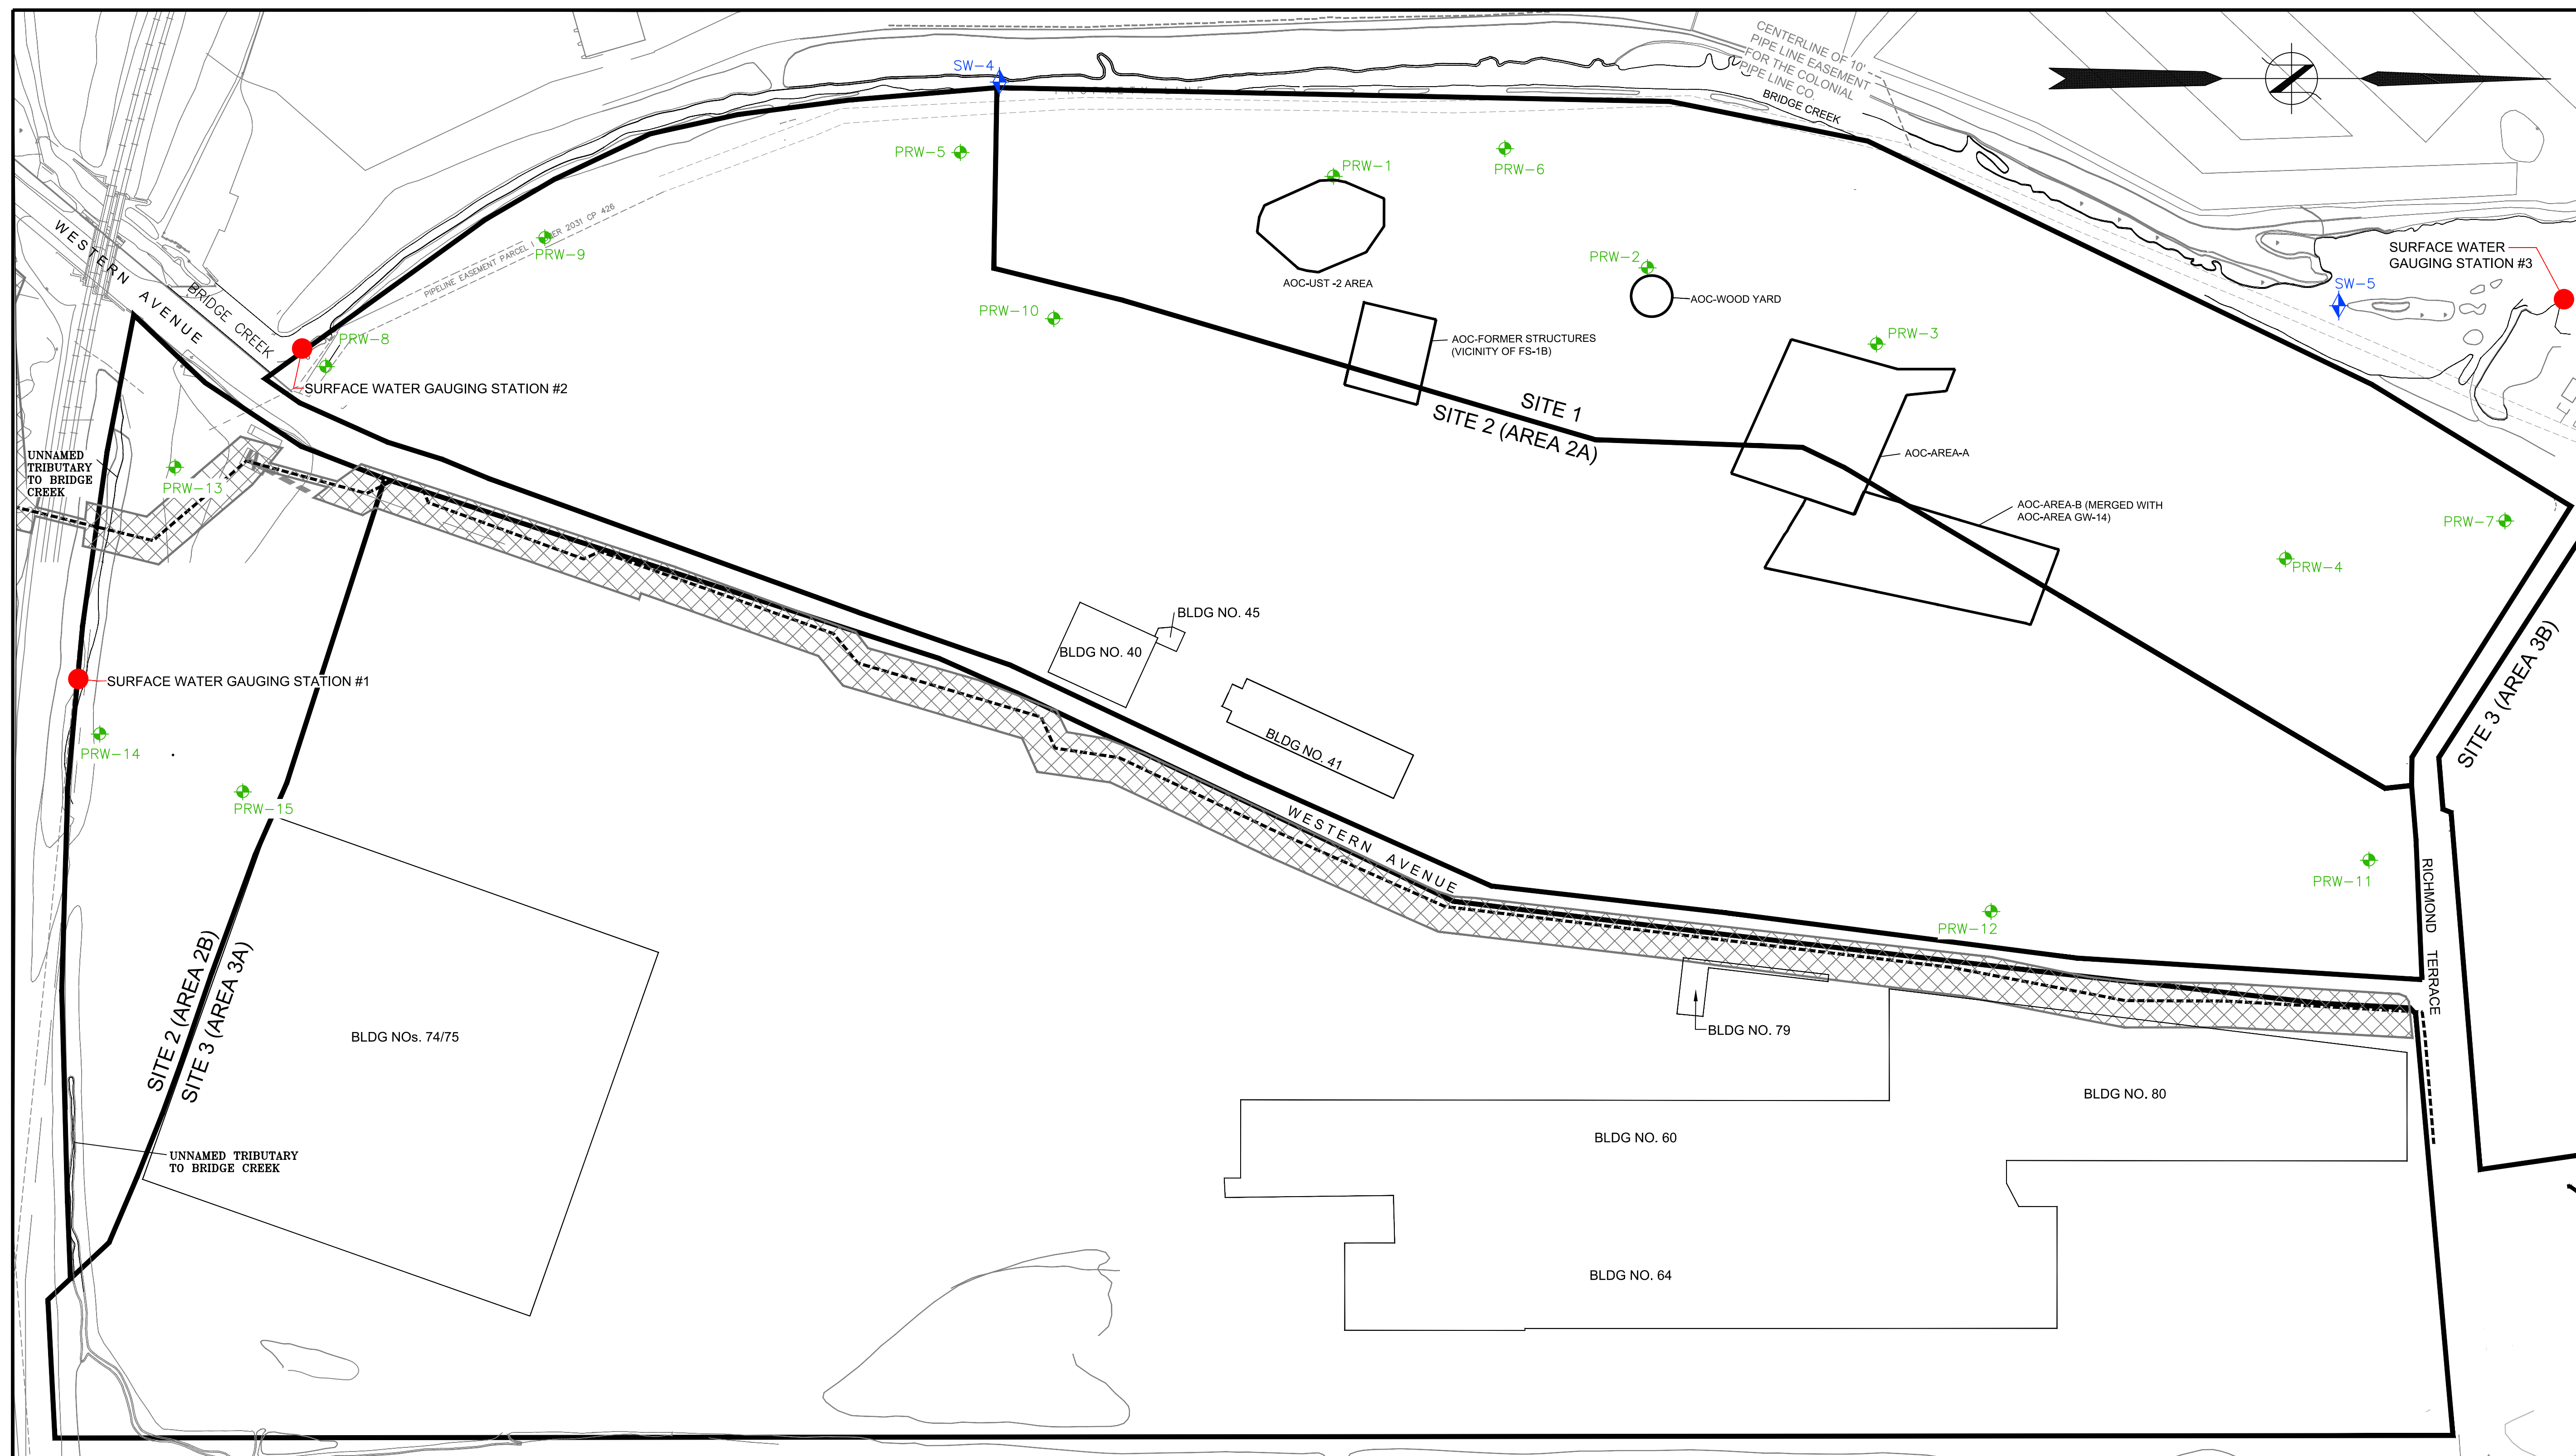 CENTERLINE OF 10'
PIPE LINE EASEMENT
FOR THE COLONIAL
PIPE LINE CO.
BRIDGE CREEK
SW-4
PROPRETY LINE
PRW-5
PRW-1
PRW-6
PRW-9
PIPELINE EASEMENT PARCEL I
ER 2031 CP 426
PRW-10
AOC-UST -2 AREA
PRW-2
AOC-WOOD YARD
SURFACE WATER
GAUGING STATION #3
SW-5
WESTERN AVENUE
BRIDGE CREEK
PRW-8
SURFACE WATER GAUGING STATION #2
AOC-FORMER STRUCTURES
(VICINITY OF FS-1B)
PRW-3
SITE 1
SITE 2 (AREA 2A)
AOC-AREA-A
AOC-AREA-B (MERGED WITH
AOC-AREA GW-14)
PRW-7
PRW-4
UNNAMED
TRIBUTARY
TO BRIDGE
CREEK
PRW-13
BLDG NO. 45
BLDG NO. 40
BLDG NO. 41
SURFACE WATER GAUGING STATION #1
PRW-14
PRW-15
SITE 3 (AREA 3B)
WESTERN AVENUE
PRW-11
PRW-12
RICHMOND TERRACE
SITE 2 (AREA 2B)
SITE 3 (AREA 3A)
BLDG NOs. 74/75
BLDG NO. 79
BLDG NO. 80
BLDG NO. 60
UNNAMED TRIBUTARY
TO BRIDGE CREEK
BLDG NO. 64